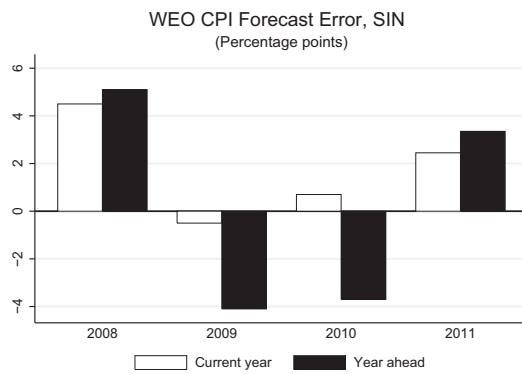 WEO CPI Forecast Error, SIN
(Percentage points)
6
4
2
0
−2
−4
2008 2009 2010 2011
Current year Year ahead